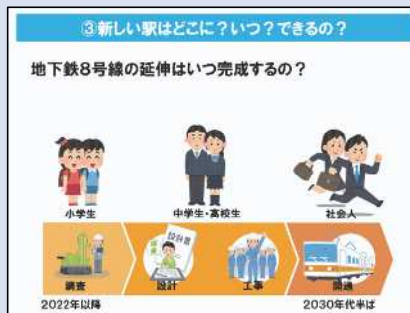 ③新しい駅はどこに？いつ？できるの？
地下鉄8号線の延伸はいつ完成するの？
小学生
中学生・高校生
社会人
設計書
調査
設計
工事
開通
2022年以降
2030年代半ば